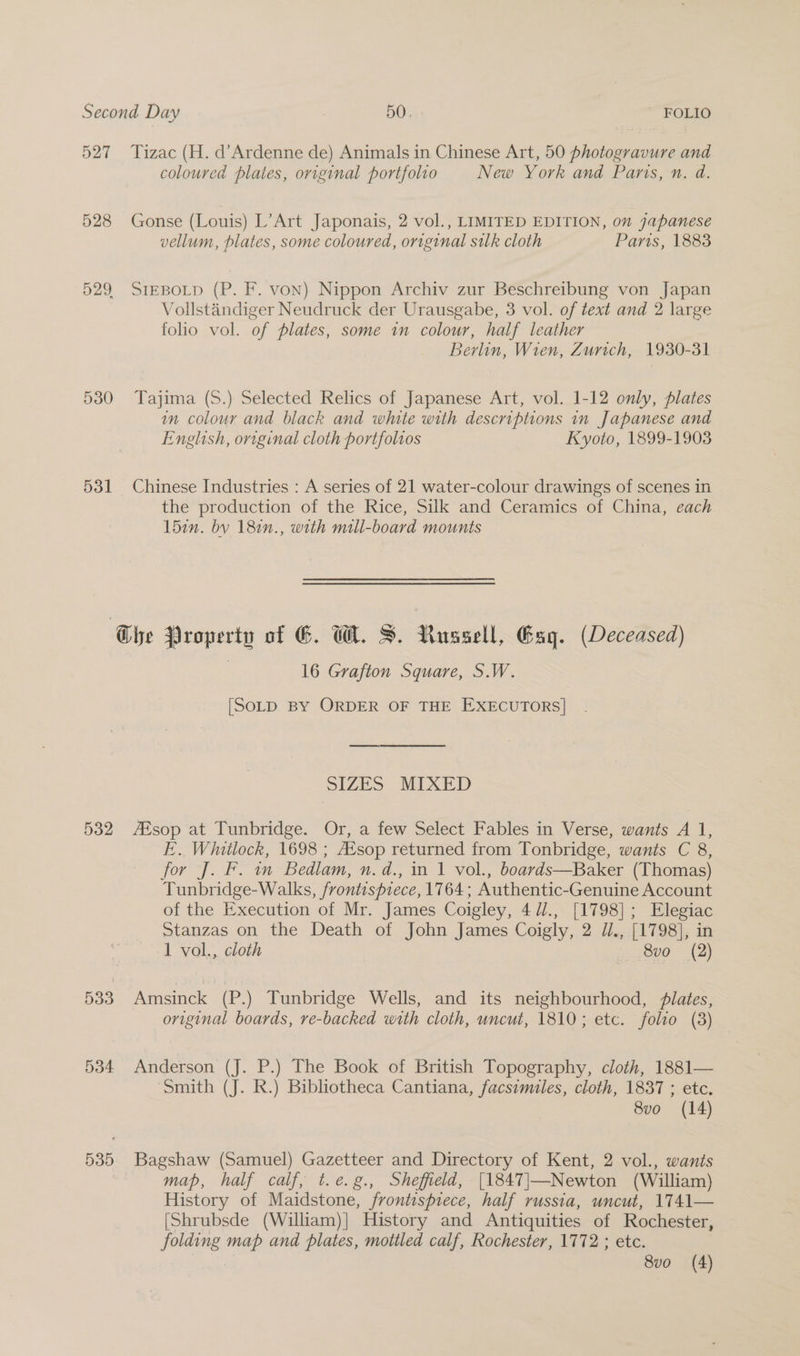 Second Day 50. FOLIO
527 Tizac (H. d'Ardenne de) Animals in Chinese Art, 50 photogravure and
coloured plates, original portfolio New York and Paris, n. d.
528 Gonse (Louis) L'Art Japonais, 2 vol., LIMITED EDITION, on japanese
vellum, plates, some coloured, original silk cloth Paris, 1883
529 SIEBOLD (P. F. VON) Nippon Archiv zur Beschreibung von Japan
Vollständiger Neudruck der Urausgabe, 3 vol. of text and 2 large
folio vol. of plates, some in colour, half leather
Berlin, Wien, Zurich, 1930-31
530 Tajima (S.) Selected Relics of Japanese Art, vol. 1-12 only, plates
in colour and black and white with descriptions in Japanese and
English, original cloth portfolios Kyoto, 1899-1903
531 Chinese Industries : A series of 21 water-colour drawings of scenes in
the production of the Rice, Silk and Ceramics of China, each
15in. by 18in., with mill-board mounts
The Property of G. W. S. Russell, Esq. (Deceased)
16 Grafton Square, S.W.
[SOLD BY ORDER OF THE EXECUTORS]
SIZES MIXED
532 Æsop at Tunbridge. Or, a few Select Fables in Verse, wants A 1,
E. Whitlock, 1698 ; Æsop returned from Tonbridge, wants C 8,
for J. F. in Bedlam, n. d., in 1 vol., boards—Baker (Thomas)
Tunbridge-Walks, frontispiece, 1764 ; Authentic-Genuine Account
of the Execution of Mr. James Coigley, 4 ll., [1798] ; Elegiac
Stanzas on the Death of John James Coigly, 2 ll., [1798], in
1 vol., cloth 8vo (2)
533 Amsinck (P.) Tunbridge Wells, and its neighbourhood, plates,
original boards, re-backed with cloth, uncut, 1810 ; etc. folio (3)
534 Anderson (J. P.) The Book of British Topography, cloth, 1881—
Smith (J. R.) Bibliotheca Cantiana, facsimiles, cloth, 1837 ; etc.
8vo (14)
535 Bagshaw (Samuel) Gazetteer and Directory of Kent, 2 vol., wants
map, half calf, t. e. g., Sheffield, [1847]—Newton (William)
History of Maidstone, frontispiece, half russia, uncut, 1741—
[Shrubsde (William)] History and Antiquities of Rochester,
folding map and plates, mottled calf, Rochester, 1772 ; etc.
8vo (4)